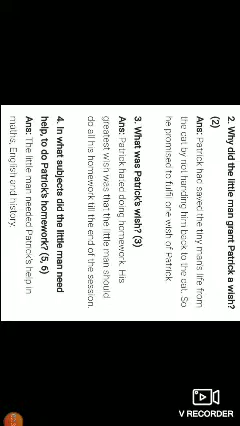 2. Why did the little man grant Patrick a wish?
(2)
Ans: Patrick had saved the tiny man's life from
the cat by not handing him back to the cat. So
he promised to fulfil one wish of Patrick.
3. What was Patrick's wish? (3)
Ans: Patrick hated doing homework. His
greatest wish was that the little man should
do all his homework till the end of the session.
4. In what subjects did the little man need
help, to do Patrick's homework? (5, 6)
Ans: The little man needed Patrick's help in
maths, English and history.
V RECORDER